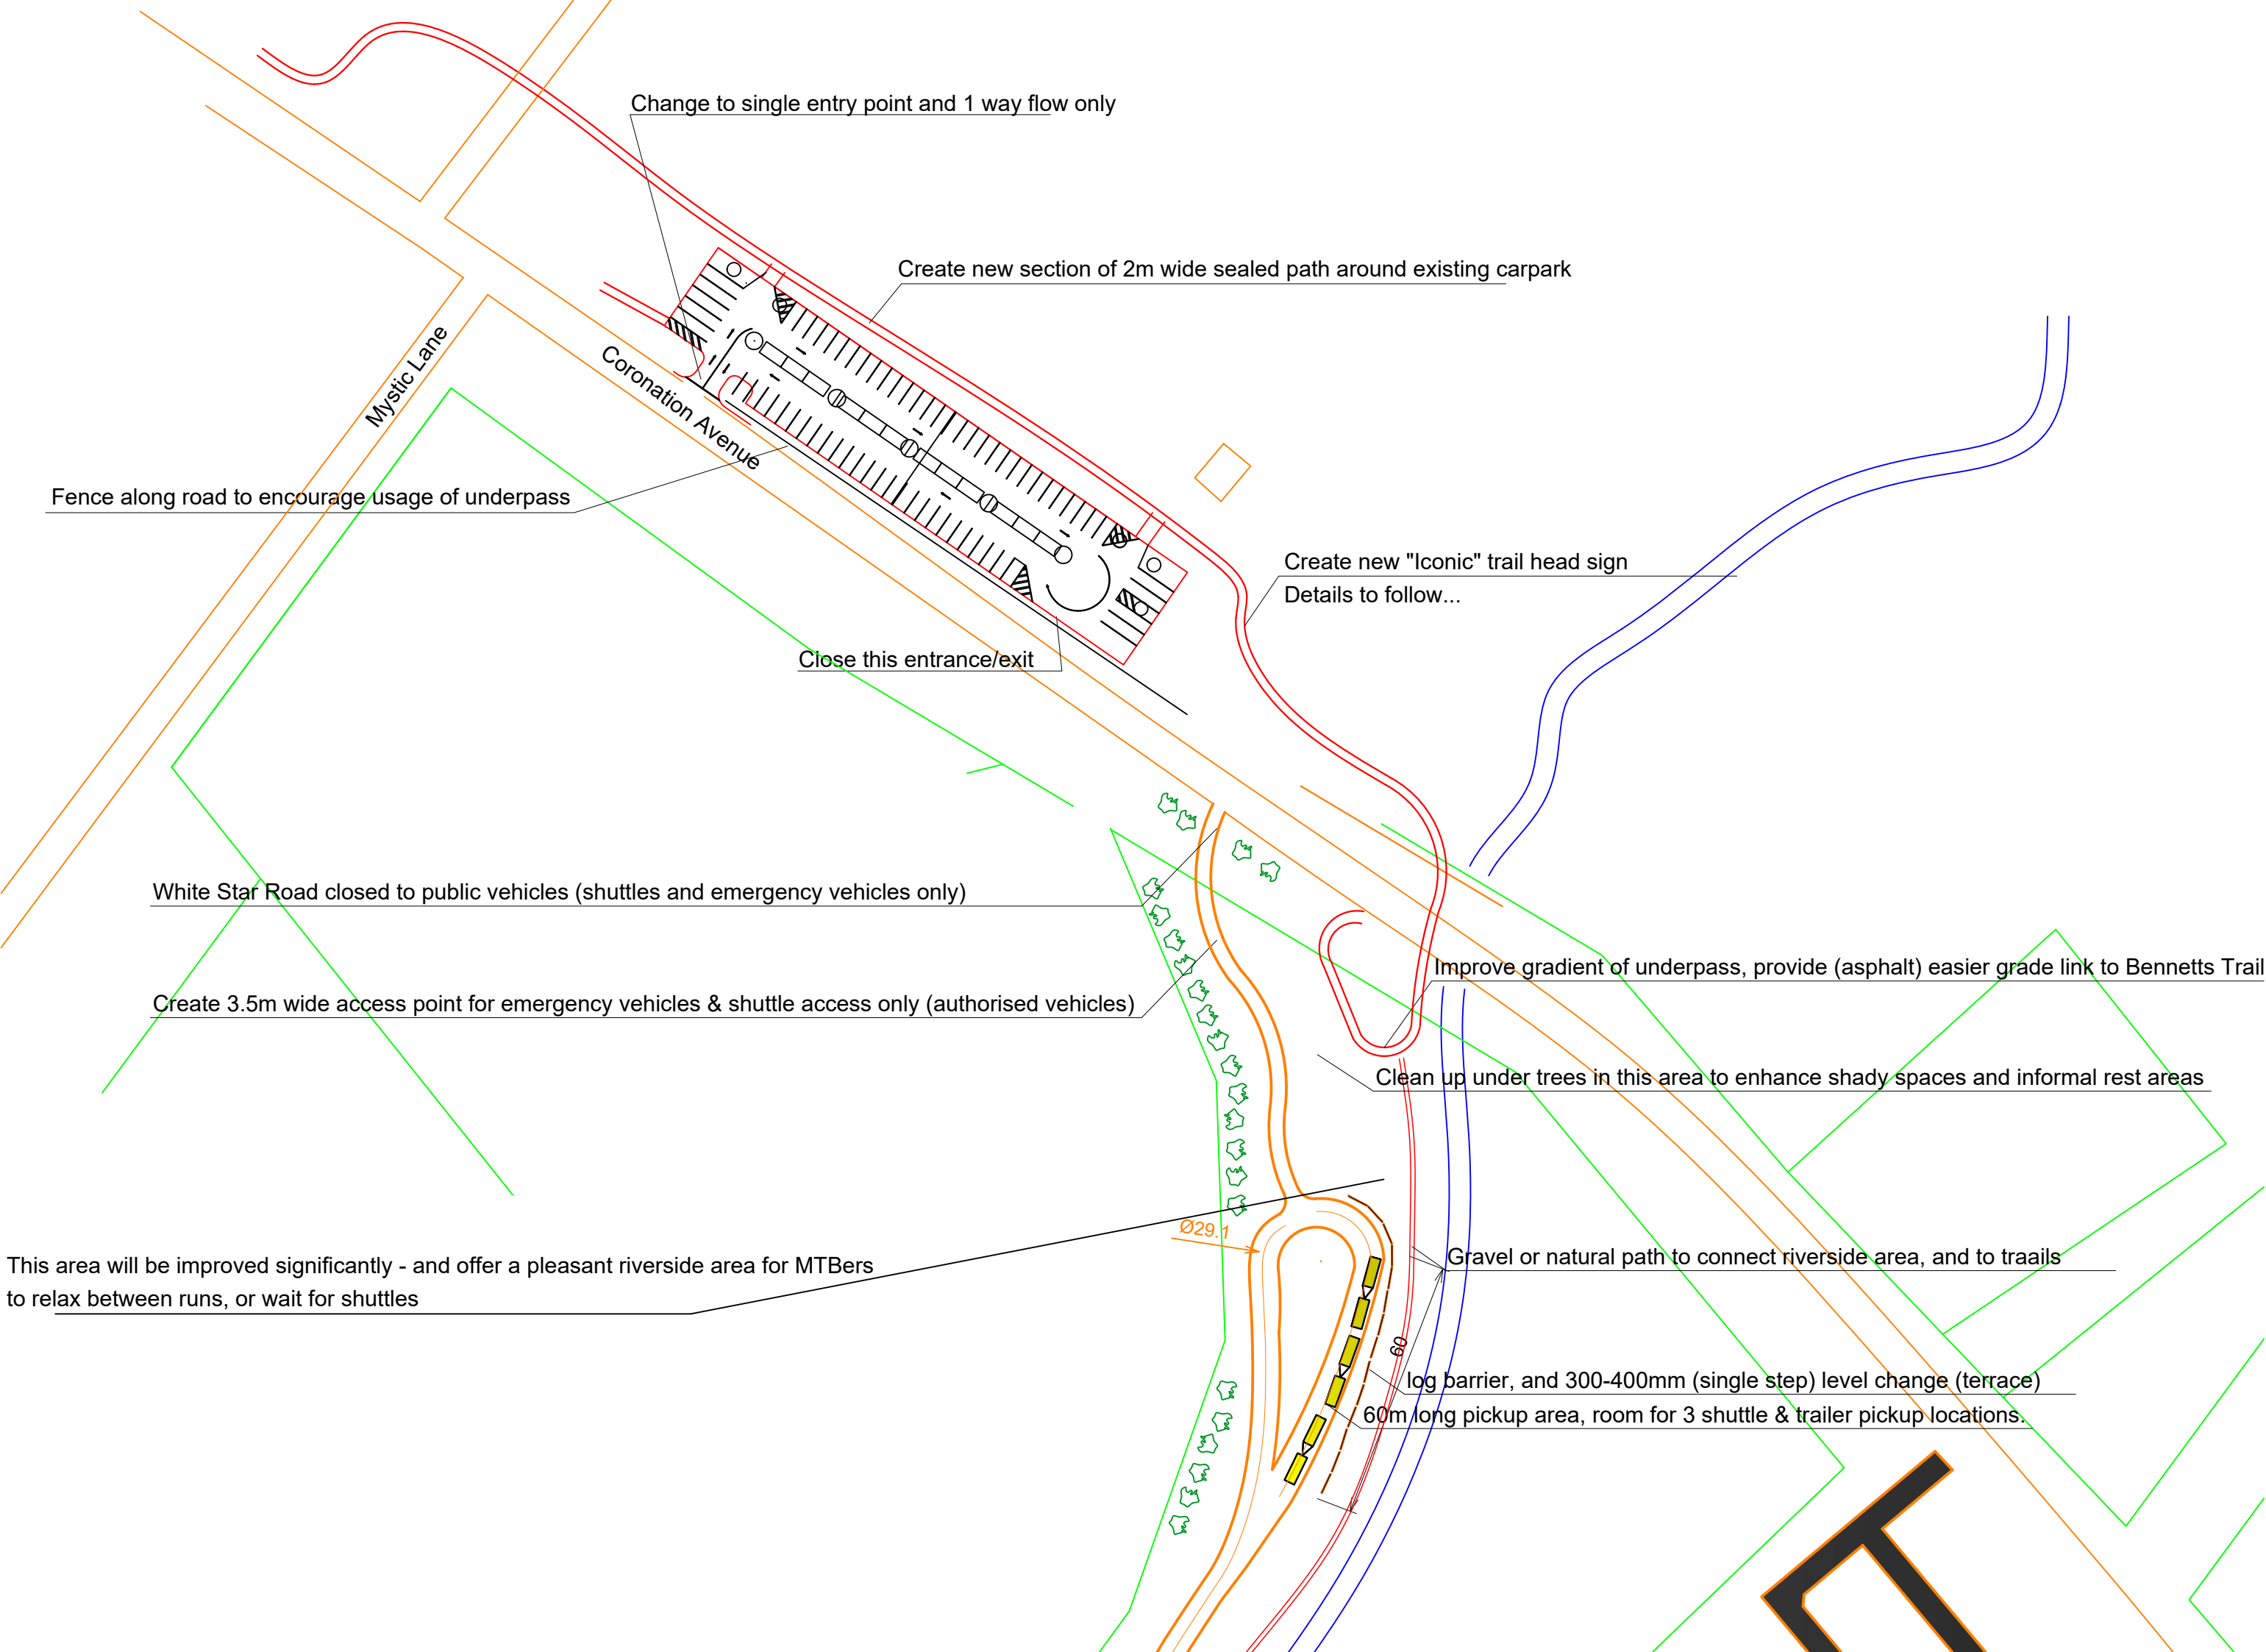 Change to single entry point and 1 way flow only
Create new section of 2m wide sealed path around existing carpark
Mystic Lane
Coronation Avenue
Fence along road to encourage usage of underpass
Create new "Iconic" trail head sign
Details to follow...
Close this entrance/exit
White Star Road closed to public vehicles (shuttles and emergency vehicles only)
Improve gradient of underpass, provide (asphalt) easier grade link to Bennetts Trail
Create 3.5m wide access point for emergency vehicles & shuttle access only (authorised vehicles)
Clean up under trees in this area to enhance shady spaces and informal rest areas
Ø29.1
This area will be improved significantly - and offer a pleasant riverside area for MTBers
to relax between runs, or wait for shuttles
Gravel or natural path to connect riverside area, and to traails
60
log barrier, and 300-400mm (single step) level change (terrace)
60m long pickup area, room for 3 shuttle & trailer pickup locations.